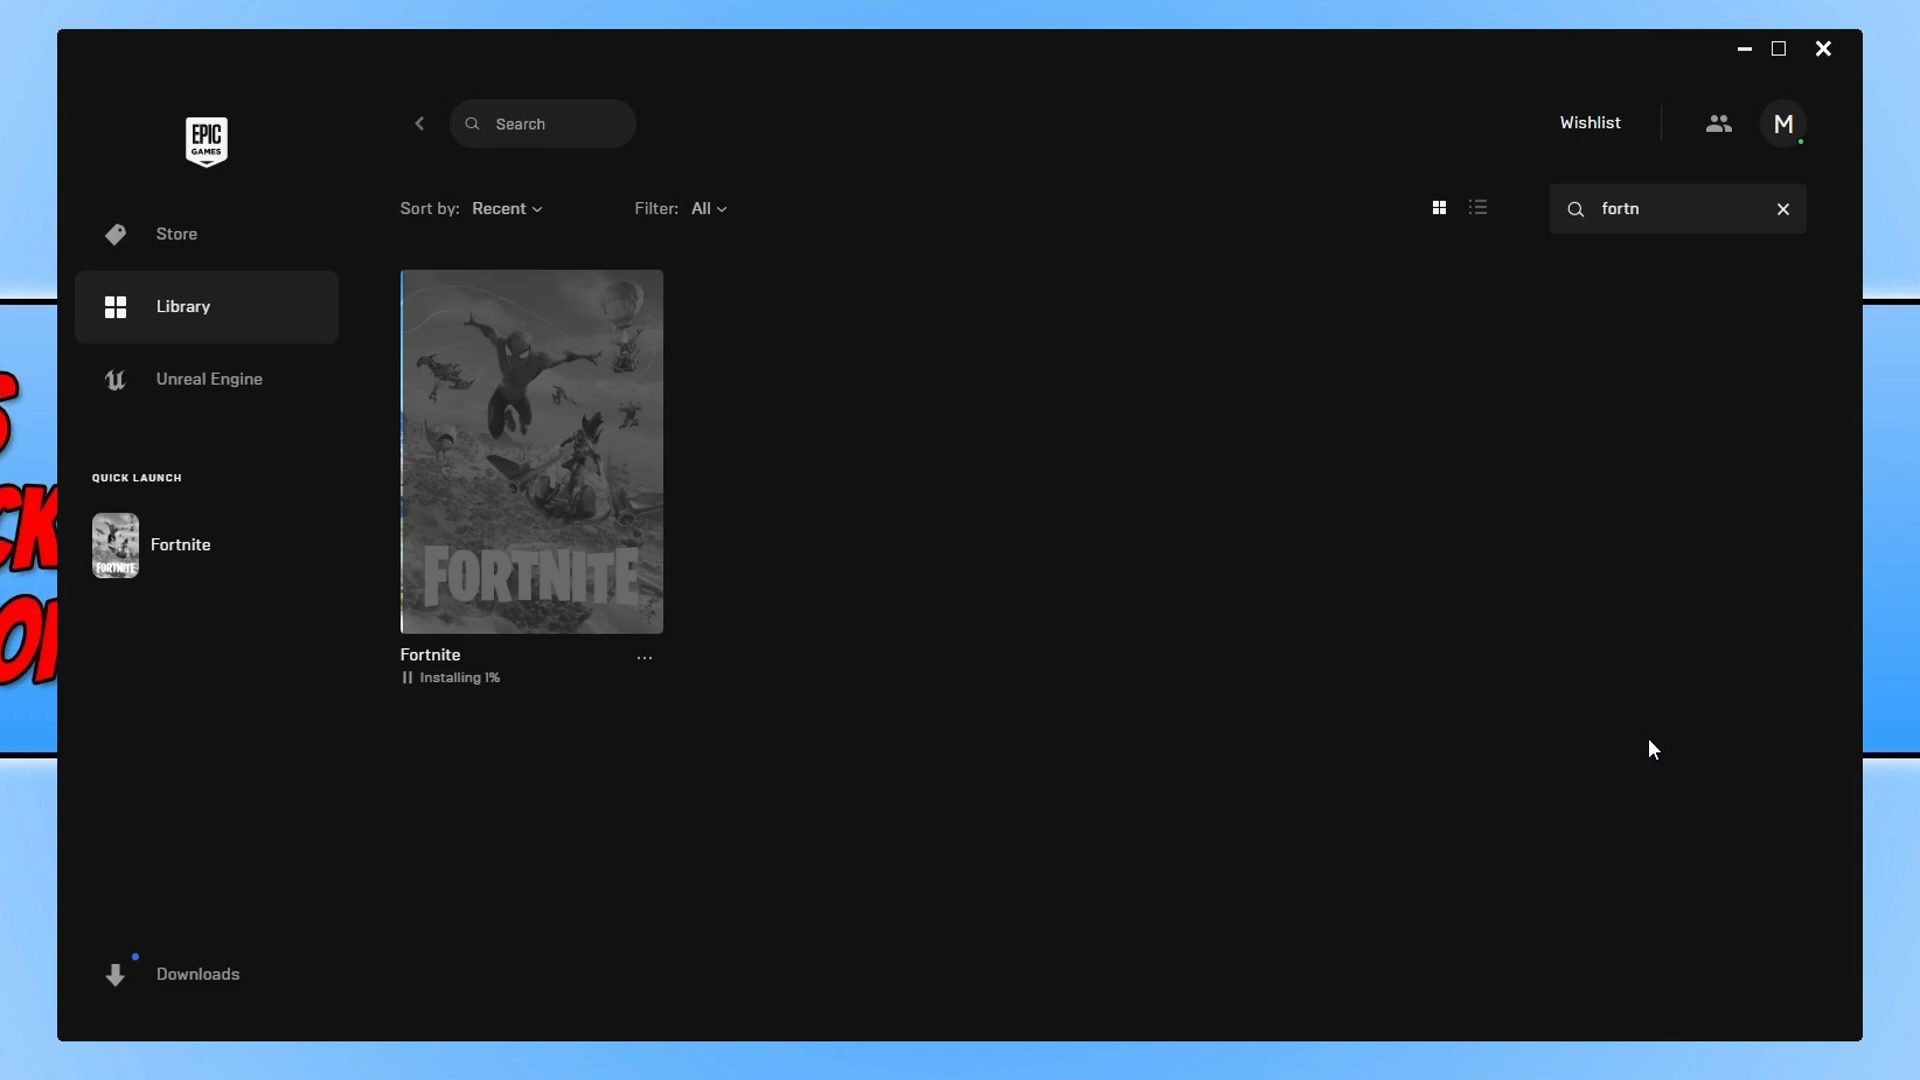 EPIC
GAMES
Search
Wishlist
M
Sort by: Recent
Filter: All
fortn
Store
Library
Unreal Engine
QUICK LAUNCH
FORTNITE
Fortnite
FORTNITE
Fortnite
...
Installing 1%
Downloads